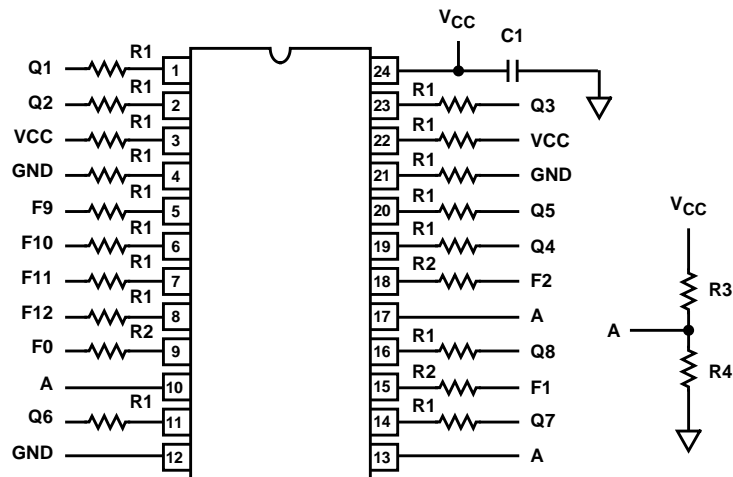 V_CC C1
Q1 R1 1 24
Q2 R1 2 23 R1 Q3
VCC R1 3 22 R1 VCC
GND R1 4 21 R1 GND
F9 R1 5 20 R1 Q5
F10 R1 6 19 R1 Q4
F11 R1 7 18 R2 F2
F12 R1 8 17 A
F0 R2 9 16 R1 Q8
A 10 15 R2 F1
Q6 R1 11 14 R1 Q7
GND 12 13 A
V_CC
R3
A
R4